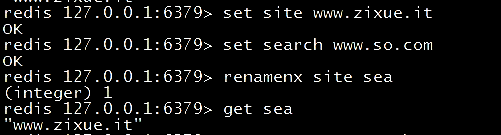 redis 127.0.0.1:6379> set site www.zixue.it
OK
redis 127.0.0.1:6379> set search www.so.com
OK
redis 127.0.0.1:6379> renamenx site sea
(integer) 1
redis 127.0.0.1:6379> get sea
"www.zixue.it"